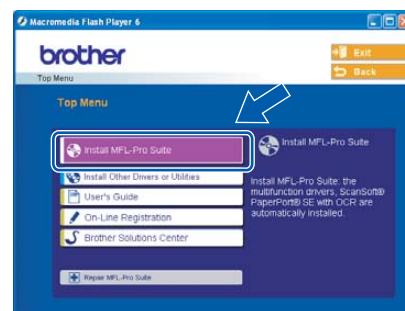 Macromedia Flash Player 6
brother
Exit
Back
Top Menu
Top Menu
Install MFL-Pro Suite
Install Other Drivers or Utilities
User's Guide
On-Line Registration
Brother Solutions Center
Repair MFL-Pro Suite
Install MFL-Pro Suite
Install MFL-Pro Suite: the
multifunction drivers, ScanSoft®
PaperPort® SE with OCR are
automatically installed.